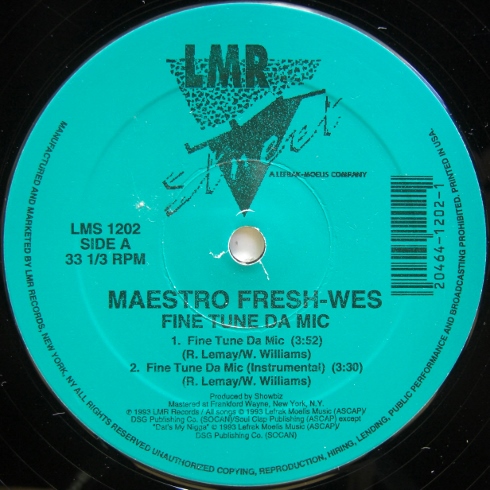 LMR
Street
A LEFRAK-MOELIS COMPANY
LMS 1202
SIDE A
33 1/3 RPM
20464-1202-1
MAESTRO FRESH-WES
FINE TUNE DA MIC
1. Fine Tune Da Mic (3:52)
(R. Lemay/W. Williams)
2. Fine Tune Da Mic (Instrumental) (3:30)
(R. Lemay/W. Williams)
Produced by Showbiz
Mastered at Frankford Wayne, New York, N.Y.
℗ 1993 LMR Records / All songs © 1993 Lefrak Moelis Music (ASCAP)/
DSG Publishing Co. (SOCAN)/Soul Clap Publishing (ASCAP) except
"Dat's My Nigga" © 1993 Lefrak Moelis Music (ASCAP)/
DSG Publishing Co. (SOCAN)
MANUFACTURED AND MARKETED BY LMR RECORDS, NEW YORK, NY ALL RIGHTS RESERVED UNAUTHORIZED COPYING, REPRODUCTION, HIRING, LENDING, PUBLIC PERFORMANCE AND BROADCASTING PROHIBITED. PRINTED IN USA.